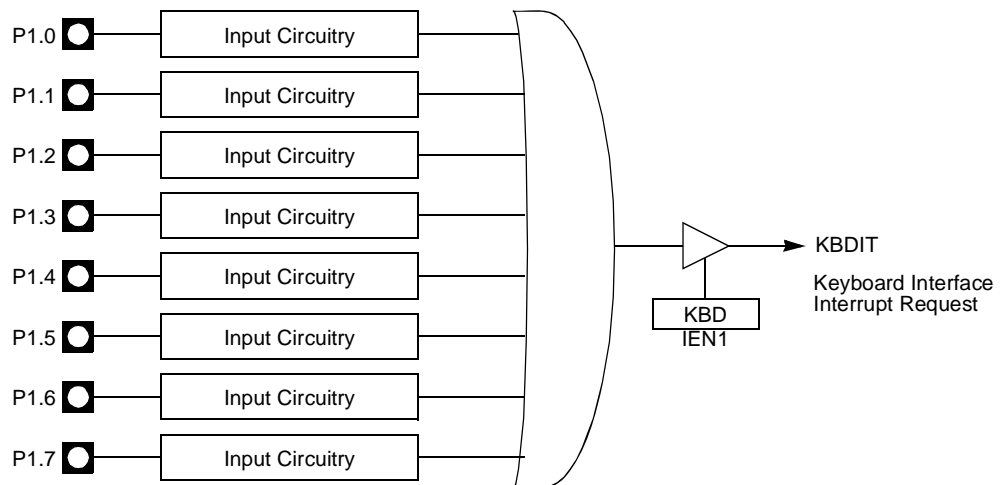 P1.0 Input Circuitry
P1.1 Input Circuitry
P1.2 Input Circuitry
P1.3 Input Circuitry
P1.4 Input Circuitry
P1.5 Input Circuitry
P1.6 Input Circuitry
P1.7 Input Circuitry
KBDIT
Keyboard Interface
Interrupt Request
KBD
IEN1